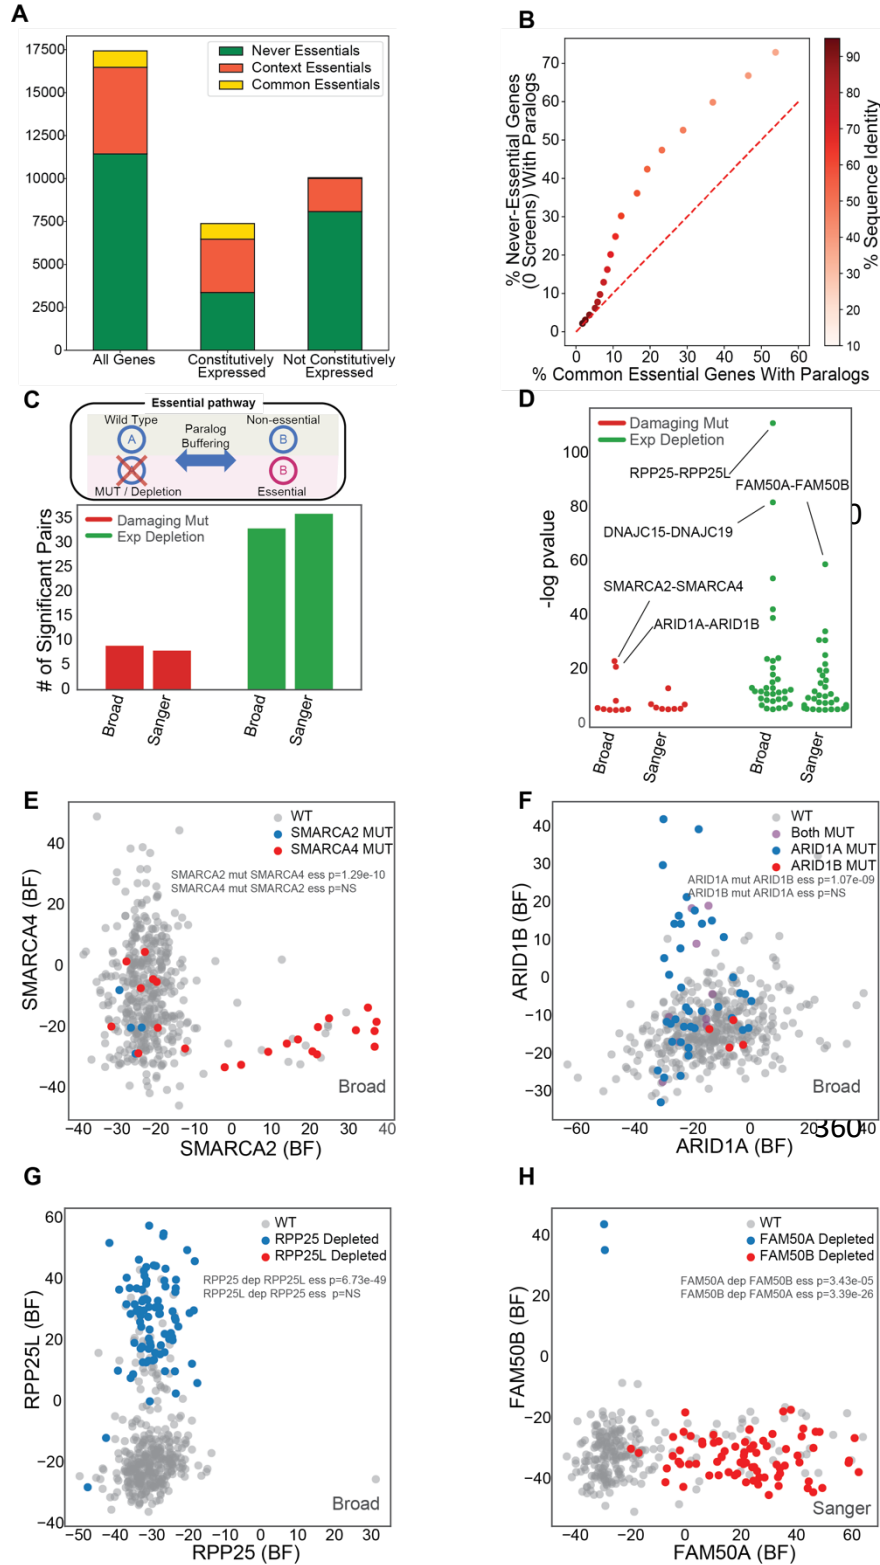 A
17500
15000
12500
10000
7500
5000
2500
0
Never Essentials
Context Essentials
Common Essentials
All Genes
Constitutively
Expressed
Not Constitutively
Expressed
B
% Never-Essential Genes
(0 Screens) With Paralogs
70
60
50
40
30
20
10
0
0 10 20 30 40 50 60
% Common Essential Genes With Paralogs
90
80
70
60
50
40
30
20
10
% Sequence Identity
C
Essential pathway
Wild Type
Non-essential
A
B
Paralog
Buffering
B
MUT / Depletion
Essential
# of Significant Pairs
35
30
25
20
15
10
5
0
Damaging Mut
Exp Depletion
Broad
Sanger
Broad
Sanger
D
-log pvalue
100
80
60
40
20
0
Damaging Mut
Exp Depletion
RPP25-RPP25L
FAM50A-FAM50B
DNAJC15-DNAJC19
SMARCA2-SMARCA4
ARID1A-ARID1B
Broad
Sanger
Broad
Sanger
0
E
SMARCA4 (BF)
40
20
0
−20
−40
WT
SMARCA2 MUT
SMARCA4 MUT
SMARCA2 mut SMARCA4 ess p=1.29e-10
SMARCA4 mut SMARCA2 ess p=NS
Broad
−40 −30 −20 −10 0 10 20 30 40
SMARCA2 (BF)
F
ARID1B (BF)
40
30
20
10
0
−10
−20
−30
WT
Both MUT
ARID1A MUT
ARID1B MUT
ARID1A mut ARID1B ess p=1.07e-09
ARID1B mut ARID1A ess p=NS
Broad
−60 −40 −20 0 20 40
ARID1A (BF)
360
G
RPP25L (BF)
60
40
20
0
−20
−40
WT
RPP25 Depleted
RPP25L Depleted
RPP25 dep RPP25L ess p=6.73e-49
RPP25L dep RPP25 ess p=NS
Broad
−50 −40 −30 −20 −10 0 10 20 30
RPP25 (BF)
H
FAM50B (BF)
40
20
0
−20
−40
WT
FAM50A Depleted
FAM50B Depleted
FAM50A dep FAM50B ess p=3.43e-05
FAM50B dep FAM50A ess p=3.39e-26
Sanger
−40 −20 0 20 40 60
FAM50A (BF)